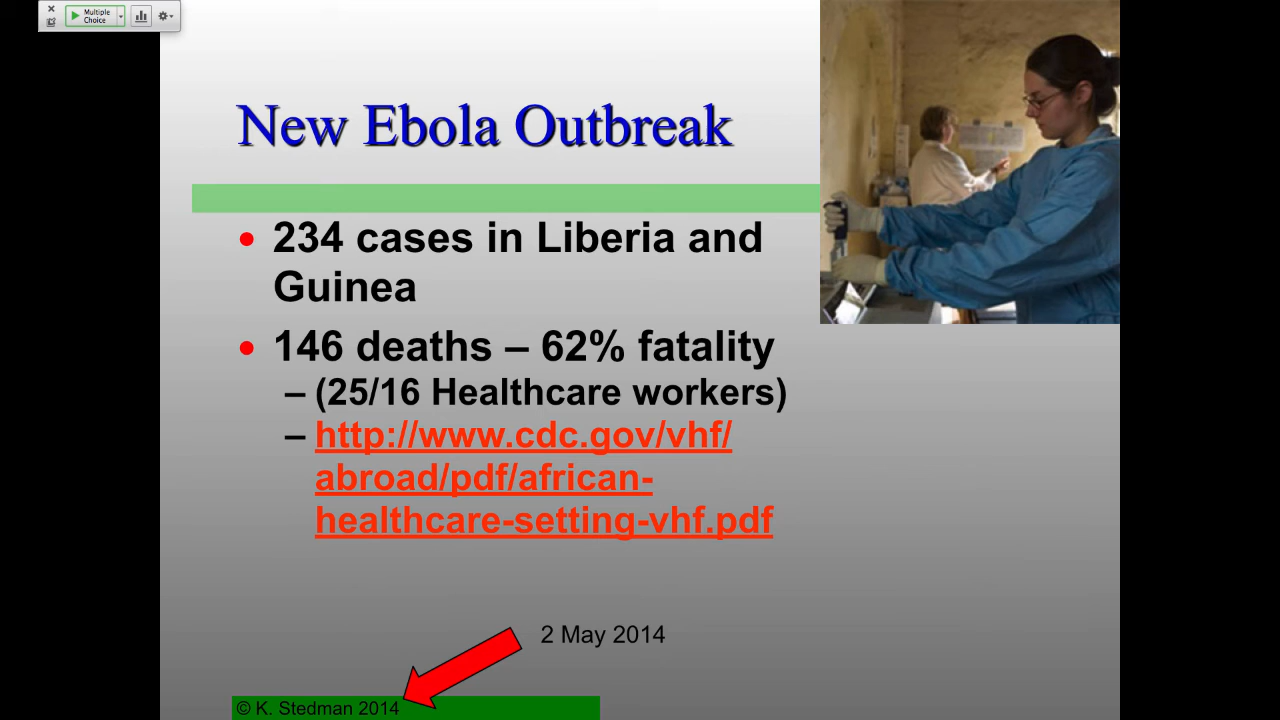 Multiple
Choice
New Ebola Outbreak
• 234 cases in Liberia and
Guinea
• 146 deaths – 62% fatality
– (25/16 Healthcare workers)
– http://www.cdc.gov/vhf/
abroad/pdf/african-
healthcare-setting-vhf.pdf
2 May 2014
© K. Stedman 2014